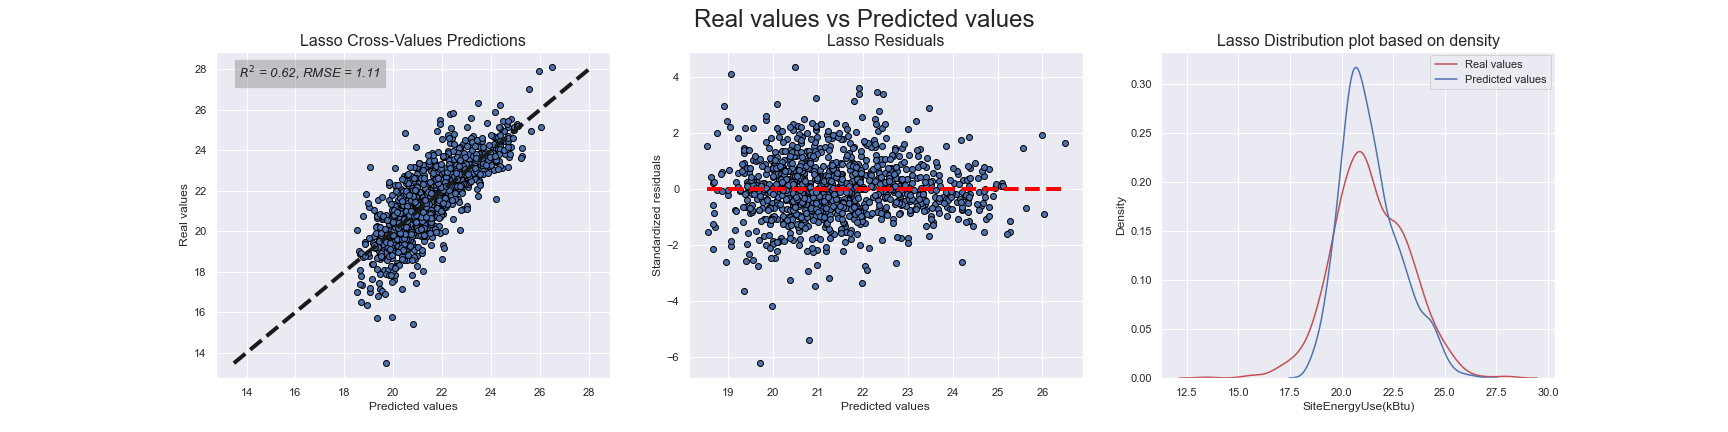 Real values vs Predicted values
Lasso Cross-Values Predictions
R² = 0.62, RMSE = 1.11
28
26
24
22
20
18
16
14
Real values
14 16 18 20 22 24 26 28
Predicted values
Lasso Residuals
4
2
0
−2
−4
−6
Standardized residuals
19 20 21 22 23 24 25 26
Predicted values
Lasso Distribution plot based on density
Real values
Predicted values
0.30
0.25
0.20
0.15
0.10
0.05
0.00
Density
12.5 15.0 17.5 20.0 22.5 25.0 27.5 30.0
SiteEnergyUse(kBtu)